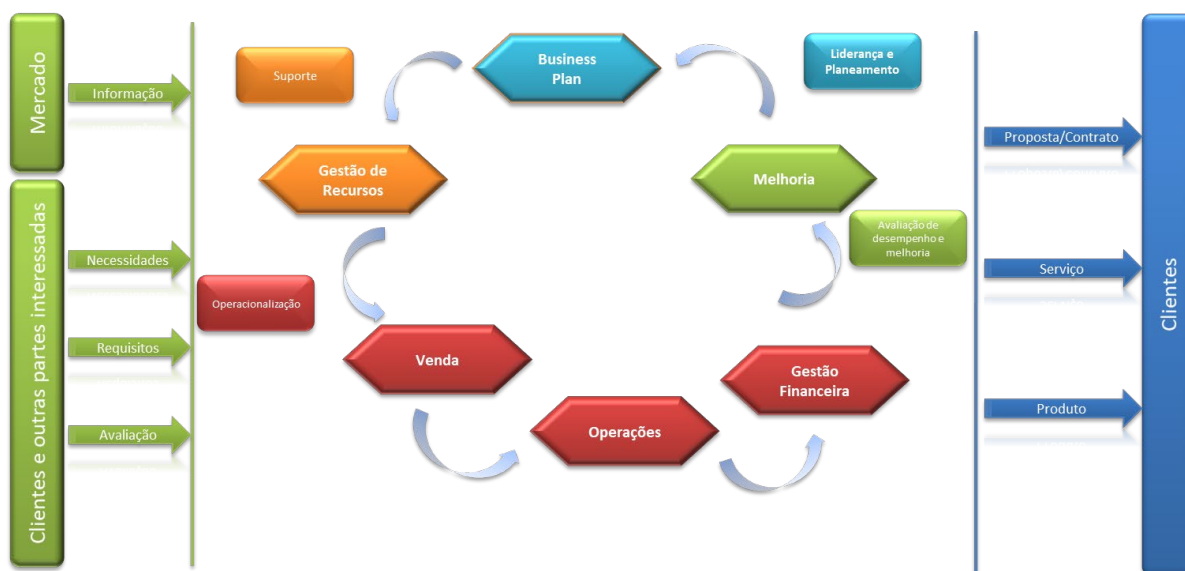 Mercado
Informação
Clientes e outras partes interessadas
Necessidades
Requisitos
Avaliação
Suporte
Business
Plan
Liderança e
Planeamento
Gestão de
Recursos
Melhoria
Avaliação de
desempenho e
melhoria
Operacionalização
Venda
Operações
Gestão
Financeira
Proposta/Contrato
Serviço
Produto
Clientes